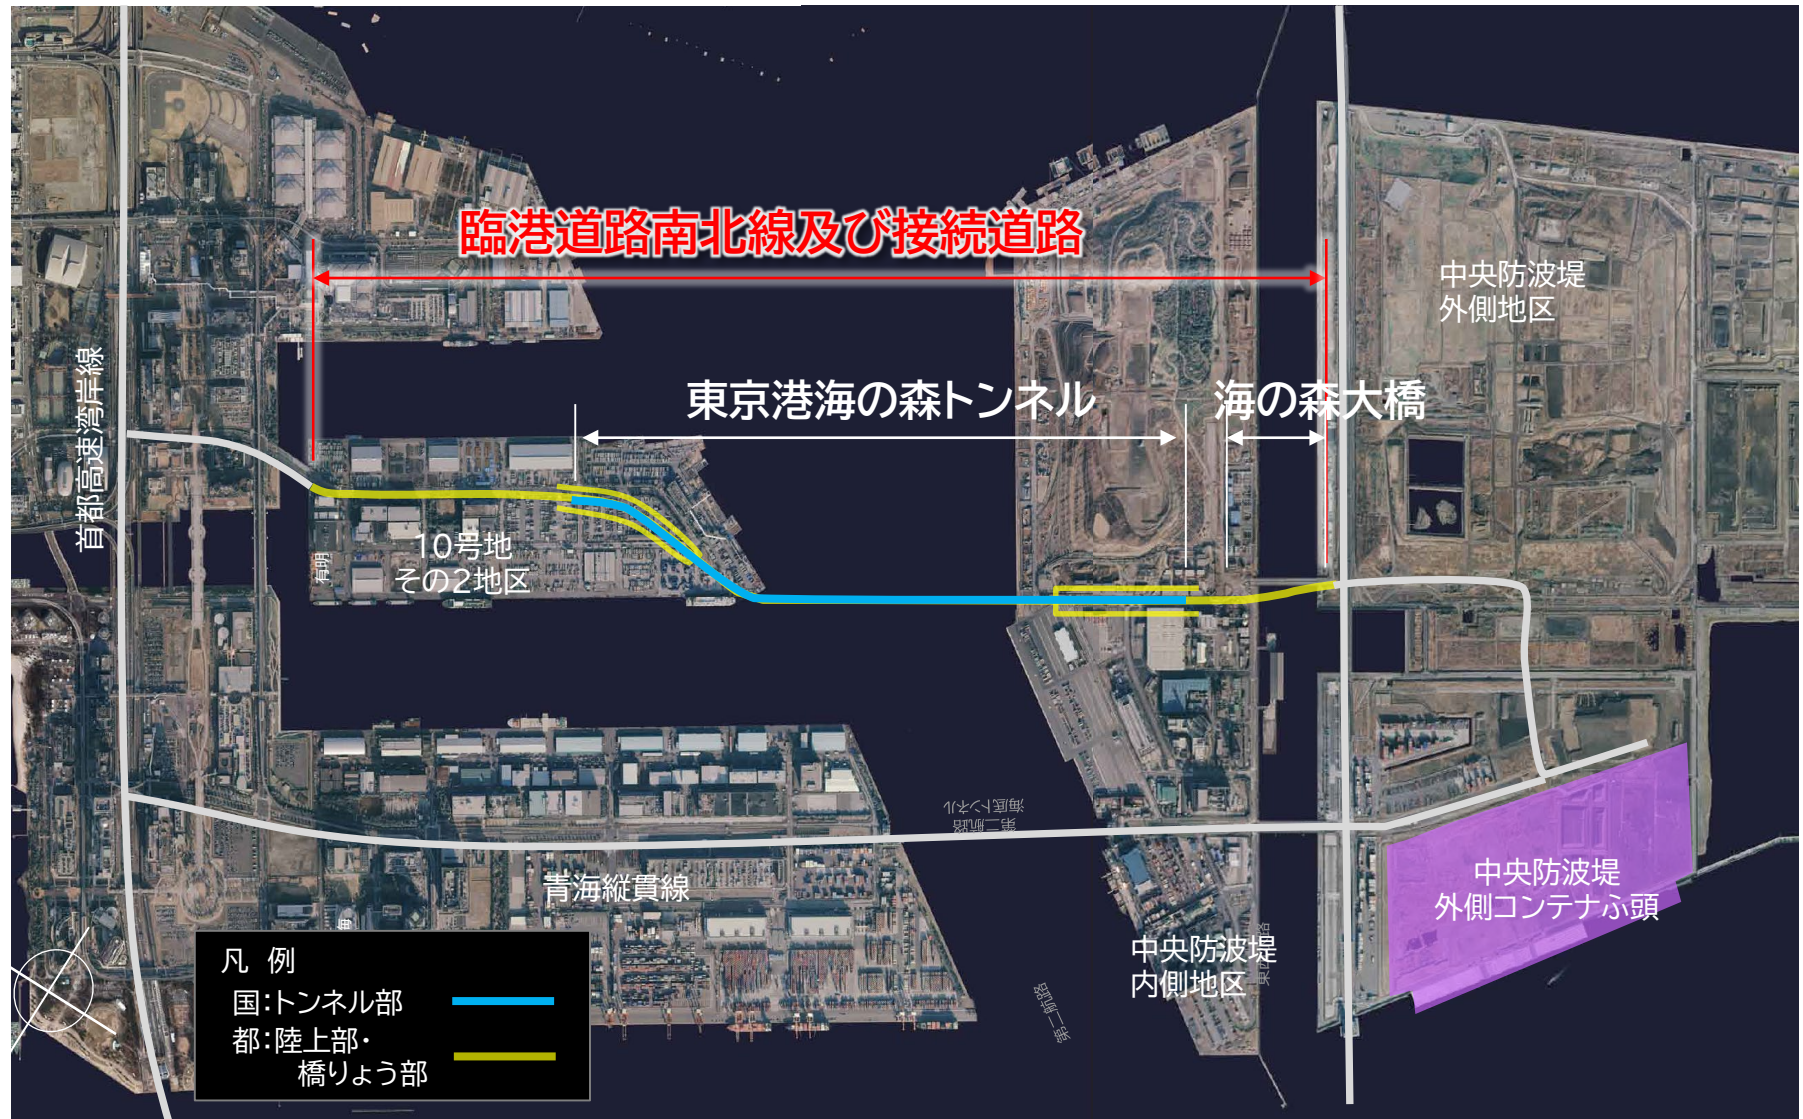 臨港道路南北線及び接続道路
中央防波堤
外側地区
東京港海の森トンネル
海の森大橋
首都高速湾岸線
10号地
その2地区
有明
第二航路
海底トンネル
青海縦貫線
中央防波堤
外側コンテナふ頭
中央防波堤
内側地区
第二航路
凡 例
国:トンネル部
都:陸上部・
橋りょう部